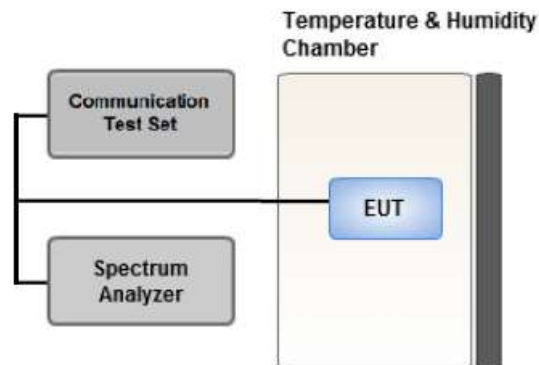 Temperature & Humidity
Chamber
Communication
Test Set
EUT
Spectrum
Analyzer